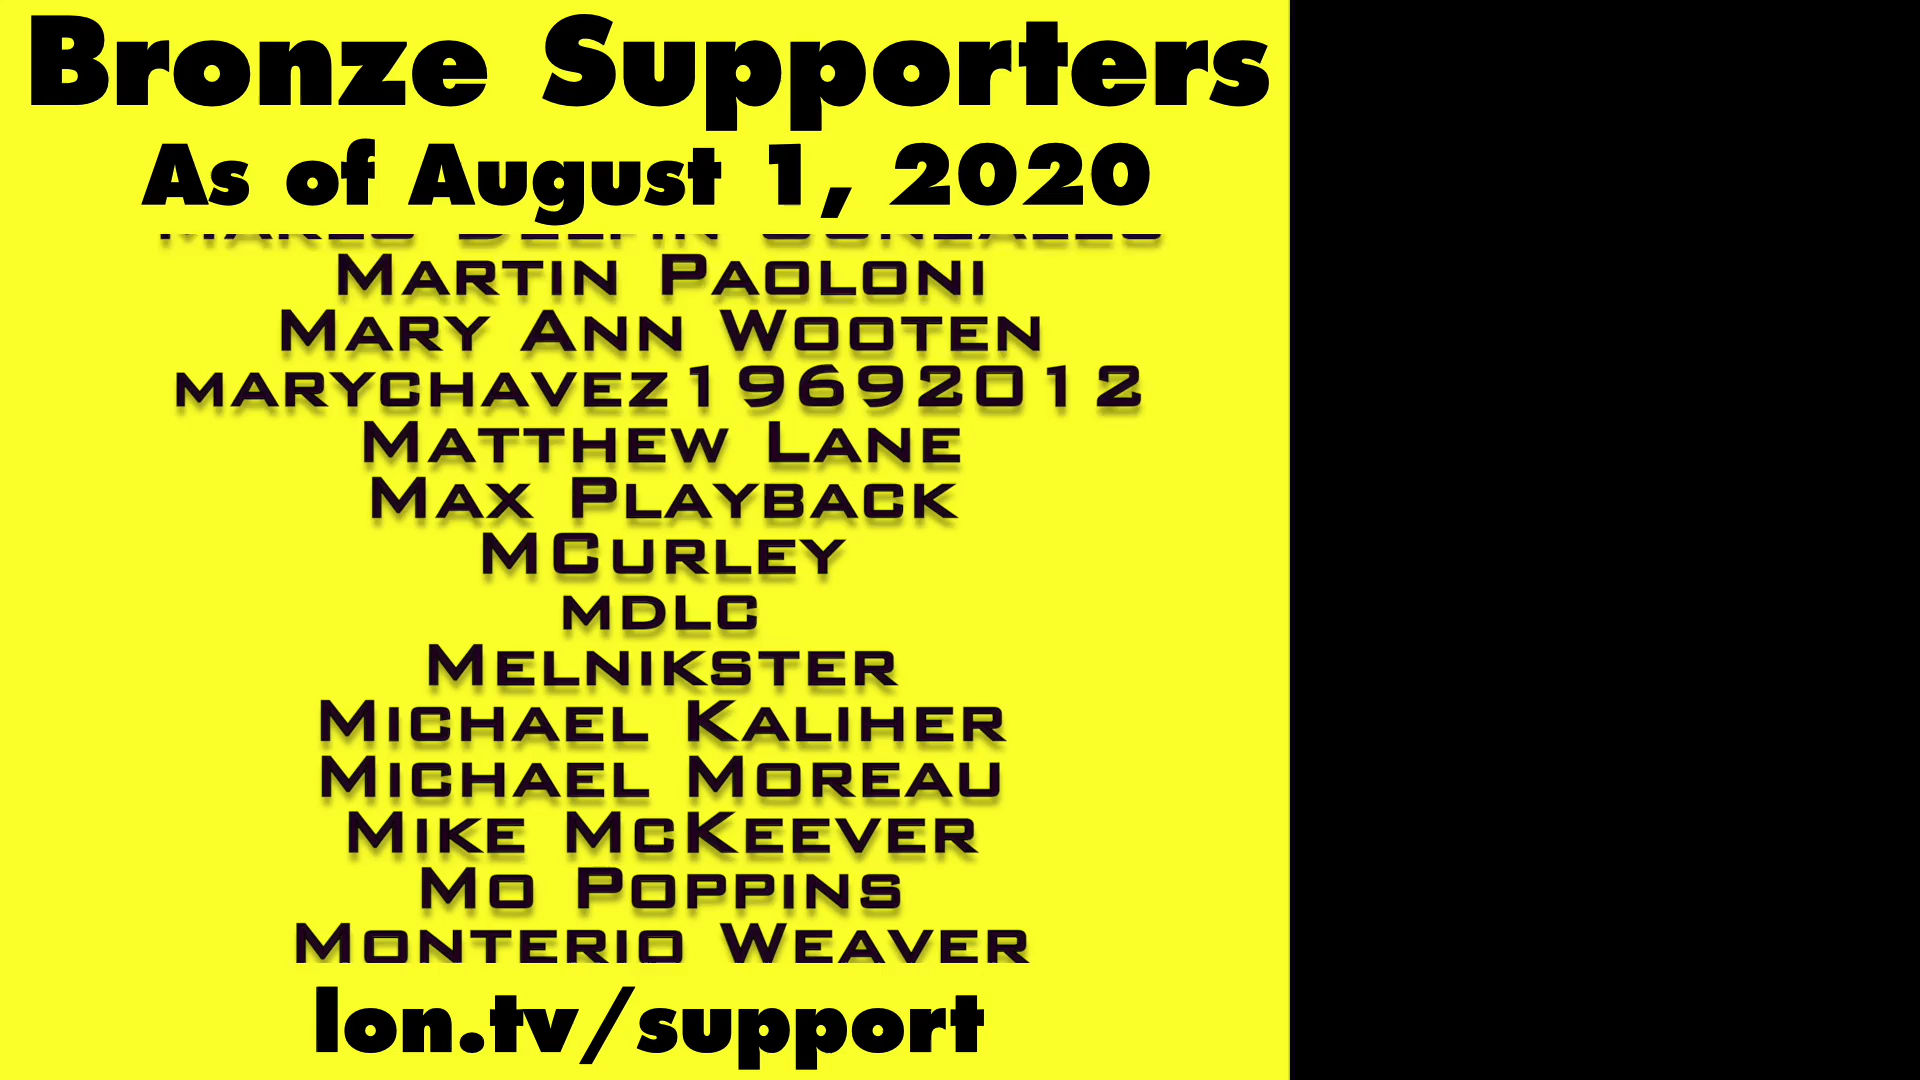 Bronze Supporters
As of August 1, 2020
Martin Paoloni
Mary Ann Wooten
marychavez19692012
Matthew Lane
Max Playback
MCurley
mdlc
Melnikster
Michael Kaliher
Michael Moreau
Mike McKeever
Mo Poppins
Monterio Weaver
lon.tv/support